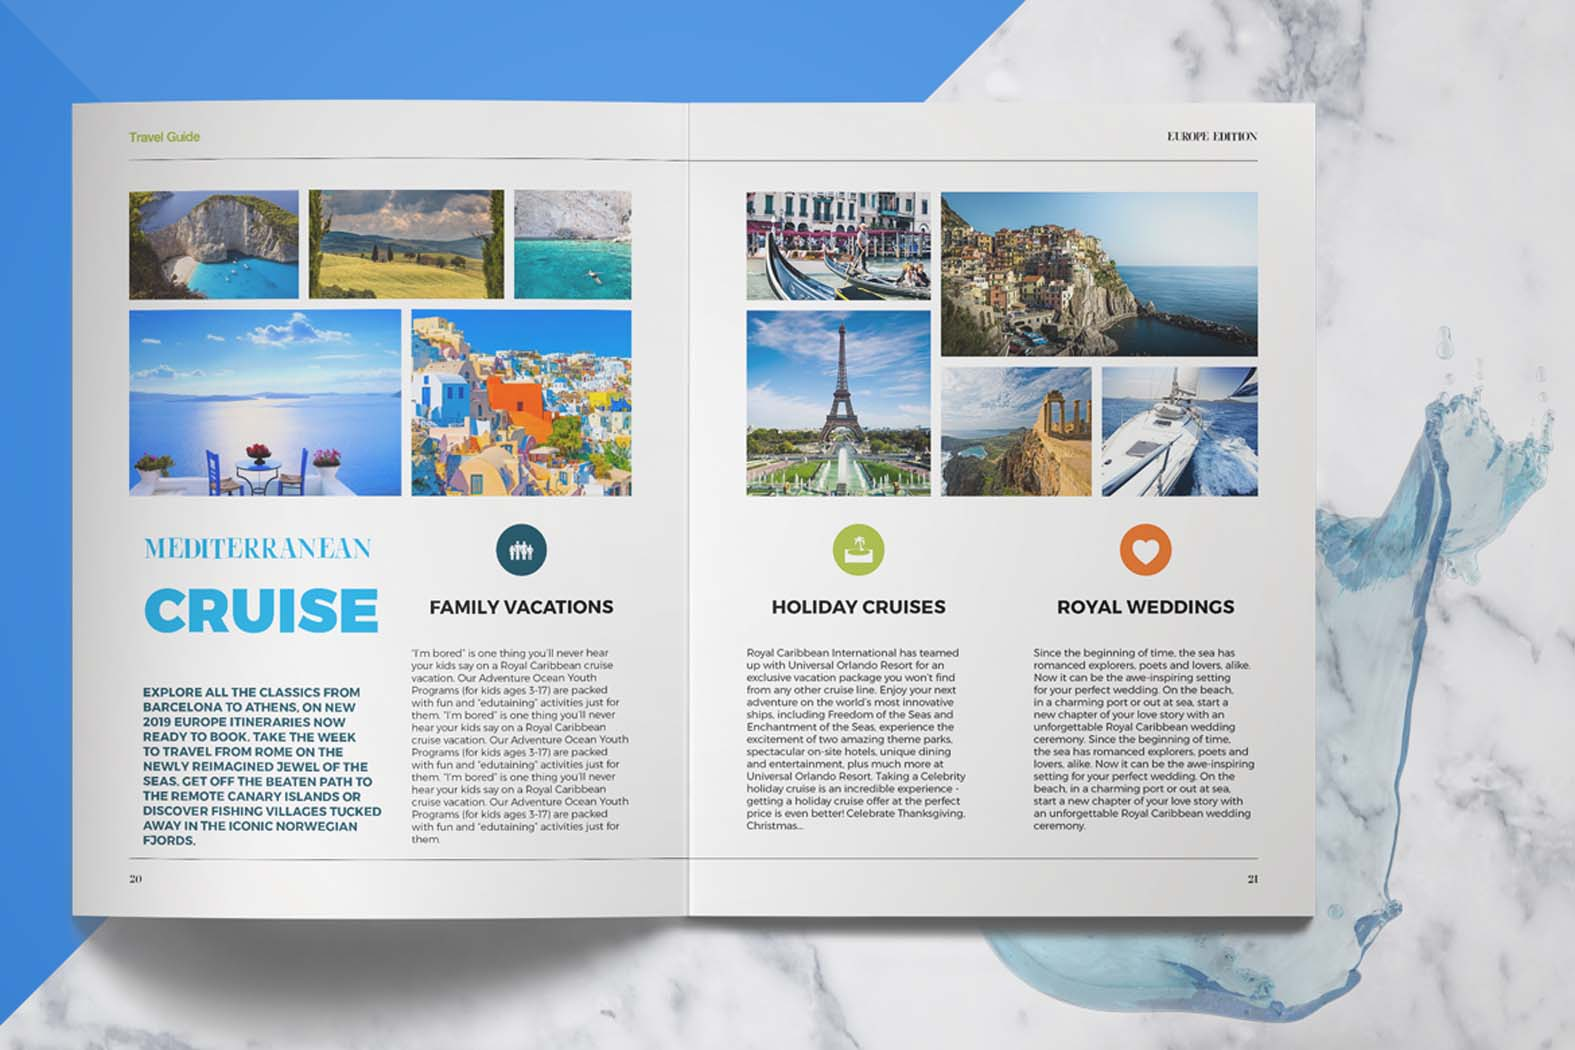 Travel Guide
EUROPE EDITION
MEDITERRANEAN
CRUISE
EXPLORE ALL THE CLASSICS FROM
BARCELONA TO ATHENS, ON NEW
2019 EUROPE ITINERARIES NOW
READY TO BOOK. TAKE THE WEEK
TO TRAVEL FROM ROME ON THE
NEWLY REIMAGINED JEWEL OF THE
SEAS. GET OFF THE BEATEN PATH TO
THE REMOTE CANARY ISLANDS OR
DISCOVER FISHING VILLAGES TUCKED
AWAY IN THE ICONIC NORWEGIAN
FJORDS.
FAMILY VACATIONS
"I'm bored" is one thing you'll never hear
your kids say on a Royal Caribbean cruise
vacation. Our Adventure Ocean Youth
Programs (for kids ages 3-17) are packed
with fun and "edutaining" activities just for
them. "I'm bored" is one thing you'll never
hear your kids say on a Royal Caribbean
cruise vacation. Our Adventure Ocean Youth
Programs (for kids ages 3-17) are packed
with fun and "edutaining" activities just for
them. "I'm bored" is one thing you'll never
hear your kids say on a Royal Caribbean
cruise vacation. Our Adventure Ocean Youth
Programs (for kids ages 3-17) are packed
with fun and "edutaining" activities just for
them.
HOLIDAY CRUISES
Royal Caribbean International has teamed
up with Universal Orlando Resort for an
exclusive vacation package you won't find
from any other cruise line. Enjoy your next
adventure on the world's most innovative
ships, including Freedom of the Seas and
Enchantment of the Seas, experience the
excitement of two amazing theme parks,
spectacular on-site hotels, unique dining
and entertainment, plus much more at
Universal Orlando Resort. Taking a Celebrity
holiday cruise is an incredible experience -
getting a holiday cruise offer at the perfect
price is even better! Celebrate Thanksgiving,
Christmas...
ROYAL WEDDINGS
Since the beginning of time, the sea has
romanced explorers, poets and lovers, alike.
Now it can be the awe-inspiring setting
for your perfect wedding. On the beach,
in a charming port or out at sea, start a
new chapter of your love story with an
unforgettable Royal Caribbean wedding
ceremony. Since the beginning of time,
the sea has romanced explorers, poets and
lovers, alike. Now it can be the awe-inspiring
setting for your perfect wedding. On the
beach, in a charming port or out at sea,
start a new chapter of your love story with
an unforgettable Royal Caribbean wedding
ceremony.
20
21